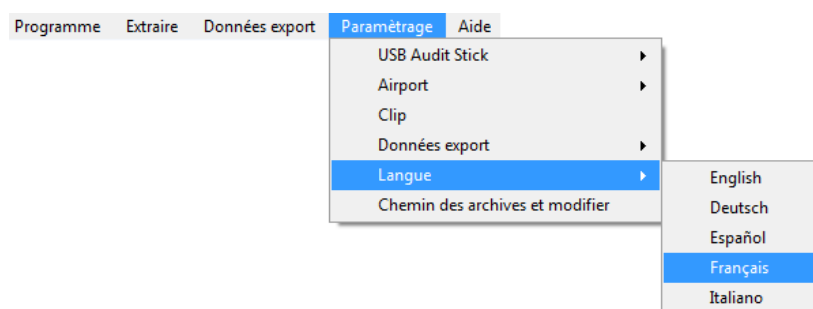 Programme Extraire Données export Paramètrage Aide
USB Audit Stick
Airport
Clip
Données export
Langue
Chemin des archives et modifier
English
Deutsch
Español
Français
Italiano